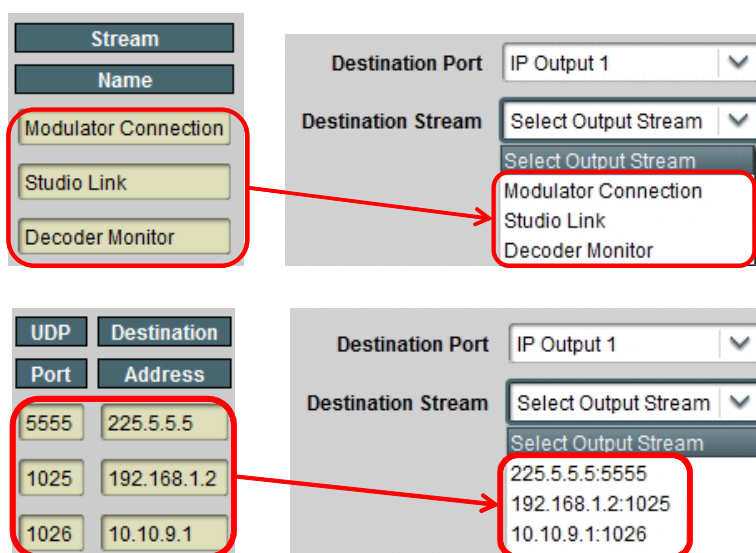 Stream
Name
Modulator Connection
Studio Link
Decoder Monitor
Destination Port IP Output 1
Destination Stream Select Output Stream
Select Output Stream
Modulator Connection
Studio Link
Decoder Monitor
UDP Destination
Port Address
5555 225.5.5.5
1025 192.168.1.2
1026 10.10.9.1
Destination Port IP Output 1
Destination Stream Select Output Stream
Select Output Stream
225.5.5.5:5555
192.168.1.2:1025
10.10.9.1:1026